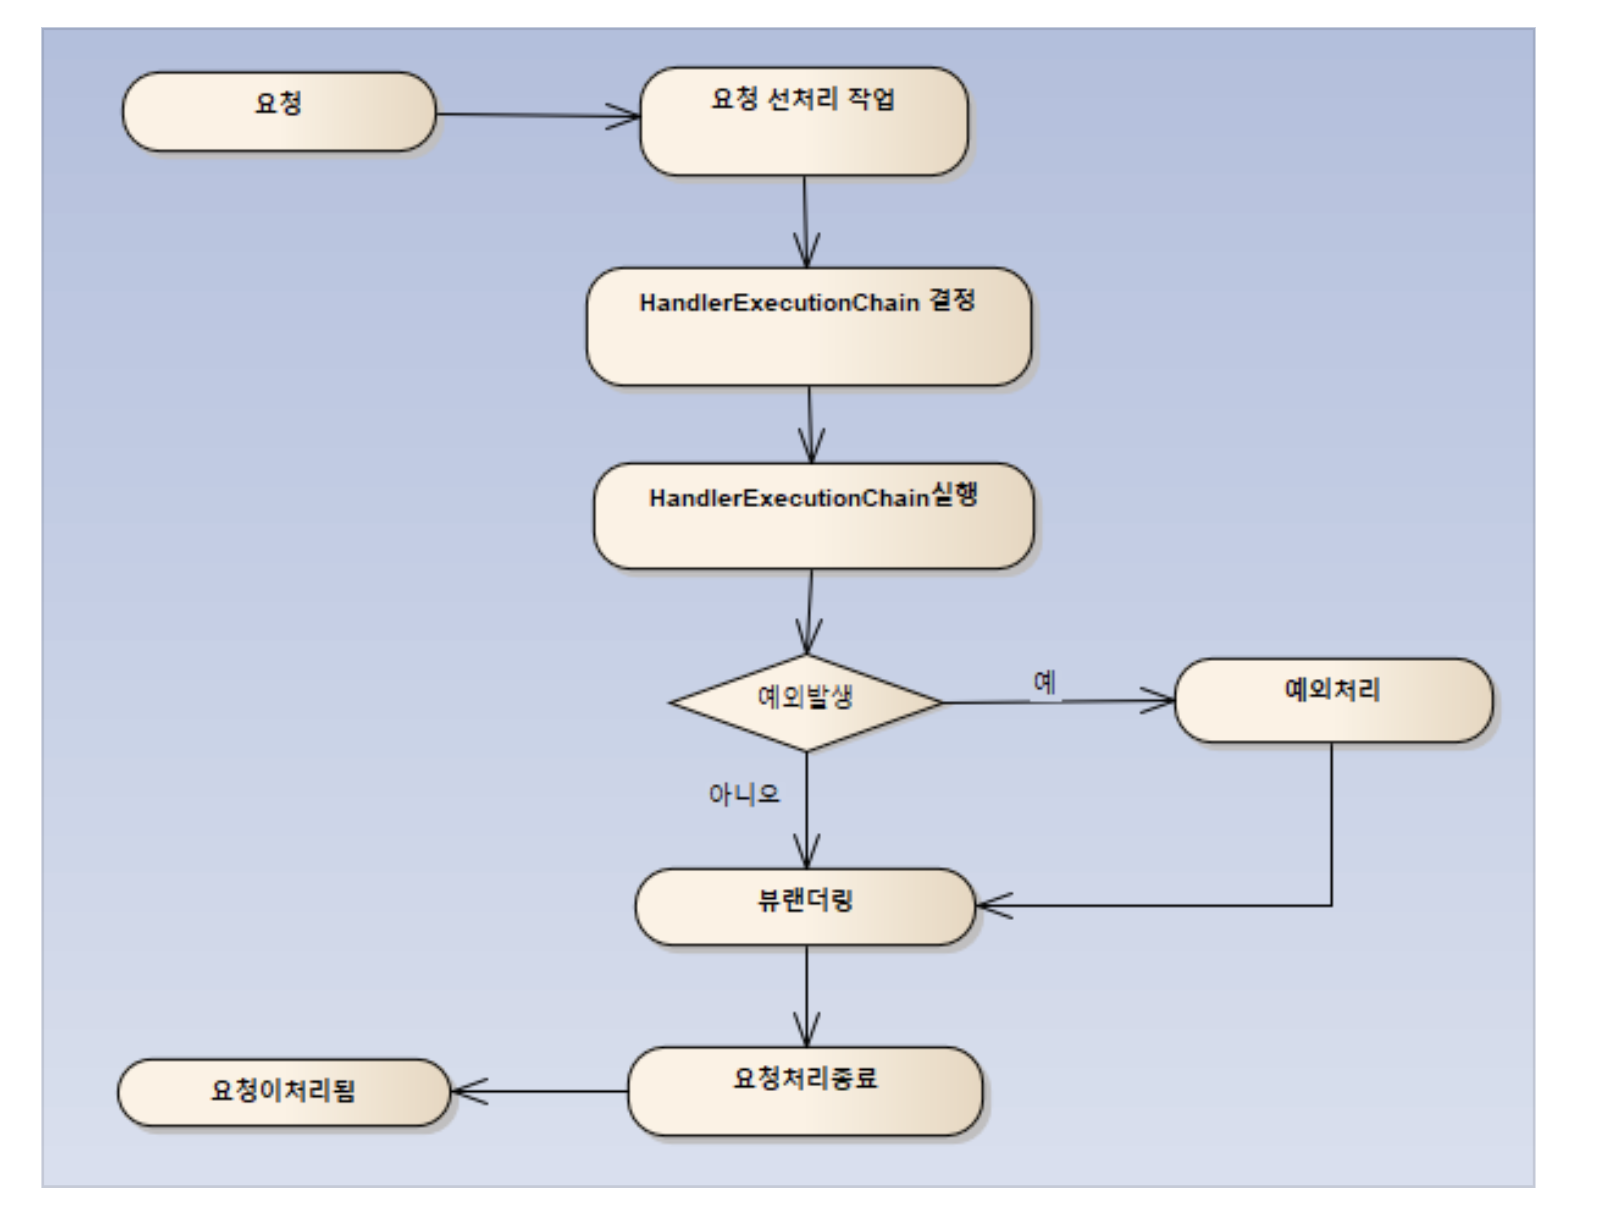 요청
요청 선처리 작업
HandlerExecutionChain 결정
HandlerExecutionChain실행
예외발생
예
예외처리
아니오
뷰랜더링
요청처리종료
요청이처리됨